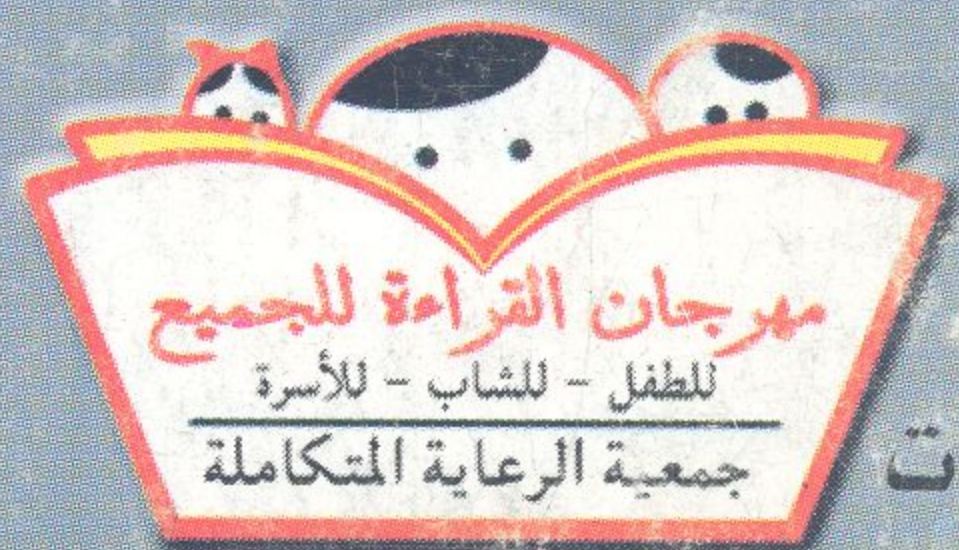 مهرجان القراءة للجميع
للطفل - للشاب - للأسرة
جمعية الرعاية المتكاملة